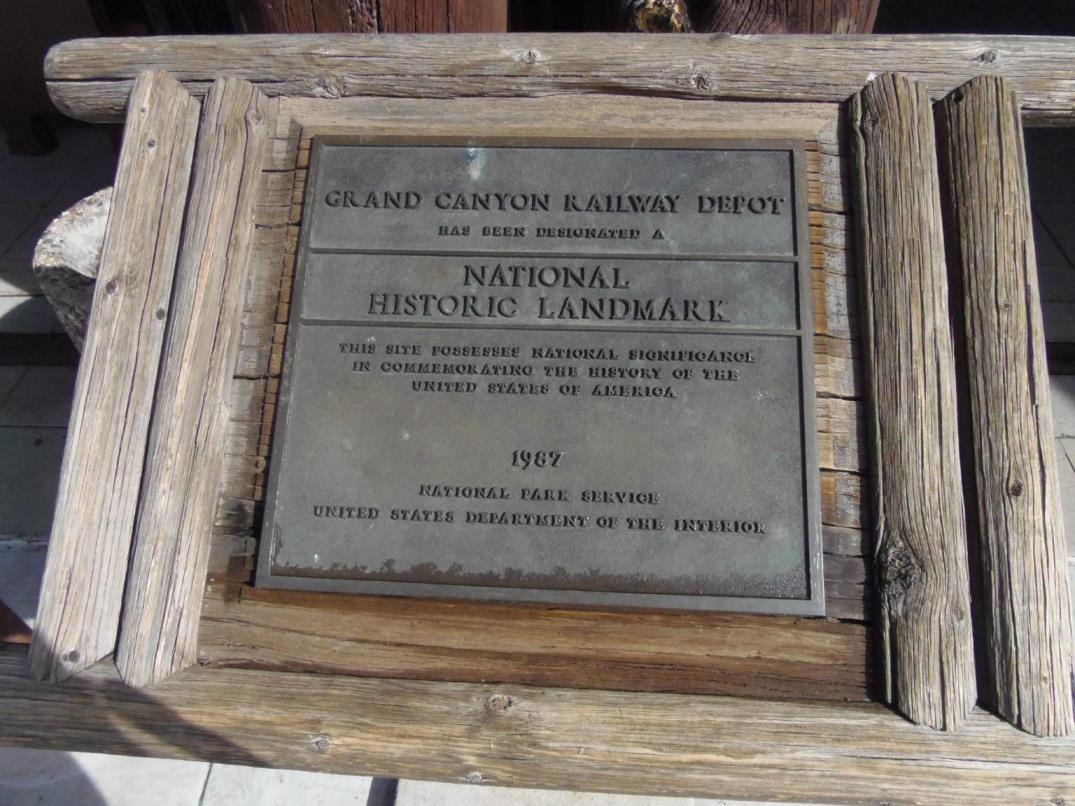 GRAND CANYON RAILWAY DEPOT
HAS BEEN DESIGNATED A
NATIONAL
HISTORIC LANDMARK
THIS SITE POSSESSES NATIONAL SIGNIFICANCE
IN COMMEMORATING THE HISTORY OF THE
UNITED STATES OF AMERICA
1987
NATIONAL PARK SERVICE
UNITED STATES DEPARTMENT OF THE INTERIOR